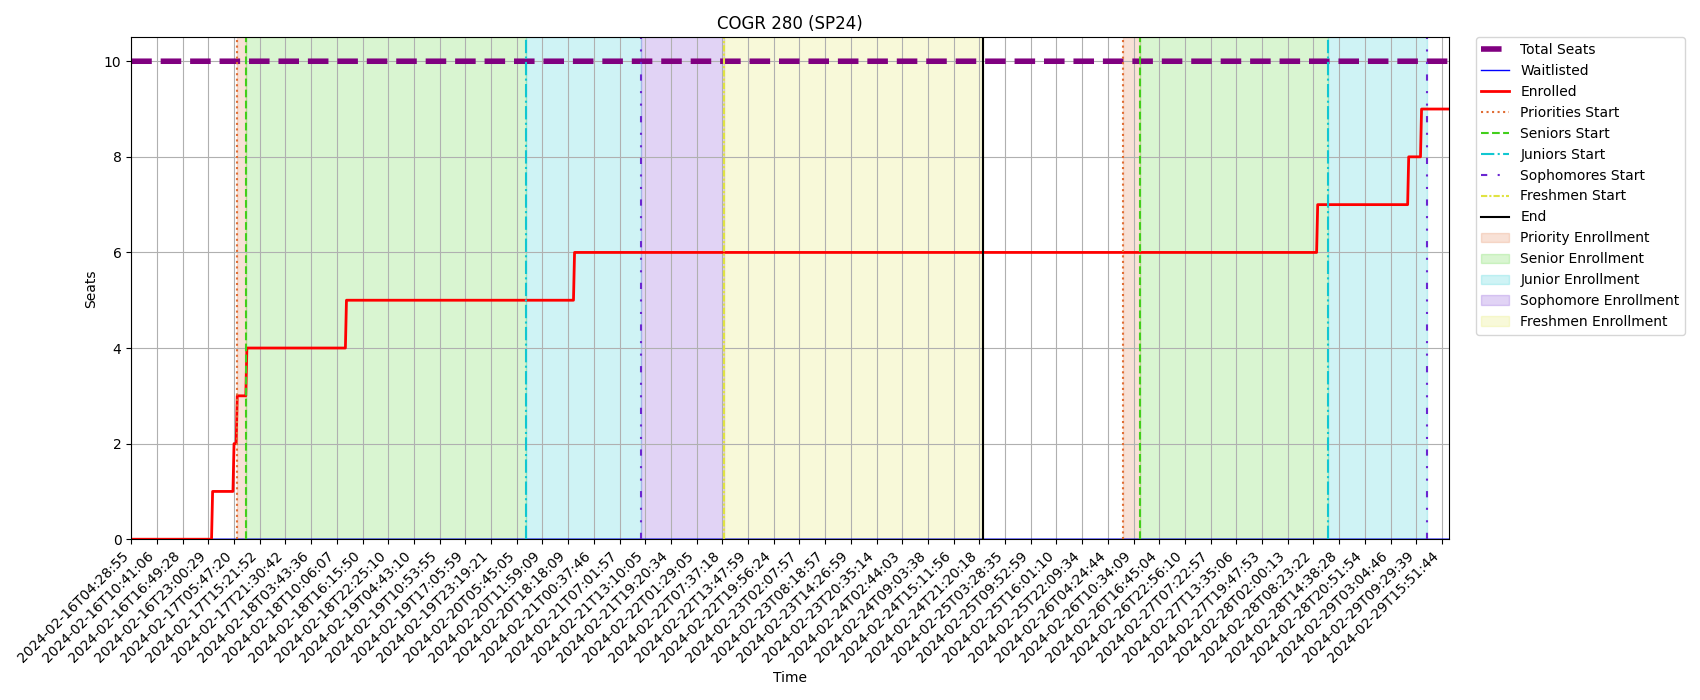 COGR 280 (SP24)
Seats
10
8
6
4
2
0
2024-02-16T04:28:55
2024-02-16T10:41:06
2024-02-16T16:49:28
2024-02-16T23:00:29
2024-02-17T05:47:20
2024-02-17T15:21:52
2024-02-17T21:30:42
2024-02-18T03:43:36
2024-02-18T10:06:07
2024-02-18T16:15:50
2024-02-18T22:25:10
2024-02-19T04:43:10
2024-02-19T10:53:55
2024-02-19T17:05:59
2024-02-19T23:19:21
2024-02-20T05:45:05
2024-02-20T11:59:09
2024-02-20T18:18:09
2024-02-21T00:37:46
2024-02-21T07:01:57
2024-02-21T13:10:05
2024-02-21T19:20:34
2024-02-22T01:29:05
2024-02-22T07:37:18
2024-02-22T13:47:59
2024-02-22T19:56:24
2024-02-23T02:07:57
2024-02-23T08:18:57
2024-02-23T14:26:59
2024-02-23T20:35:14
2024-02-24T02:44:03
2024-02-24T09:03:38
2024-02-24T15:11:56
2024-02-24T21:20:18
2024-02-25T03:28:35
2024-02-25T09:52:59
2024-02-25T16:01:10
2024-02-25T22:09:34
2024-02-26T04:24:44
2024-02-26T10:34:09
2024-02-26T16:45:04
2024-02-26T22:56:10
2024-02-27T07:22:57
2024-02-27T13:35:06
2024-02-27T19:47:53
2024-02-28T02:00:13
2024-02-28T08:23:22
2024-02-28T14:38:28
2024-02-28T20:51:54
2024-02-29T03:04:46
2024-02-29T09:29:39
2024-02-29T15:51:44
Time
Total Seats
Waitlisted
Enrolled
Priorities Start
Seniors Start
Juniors Start
Sophomores Start
Freshmen Start
End
Priority Enrollment
Senior Enrollment
Junior Enrollment
Sophomore Enrollment
Freshmen Enrollment